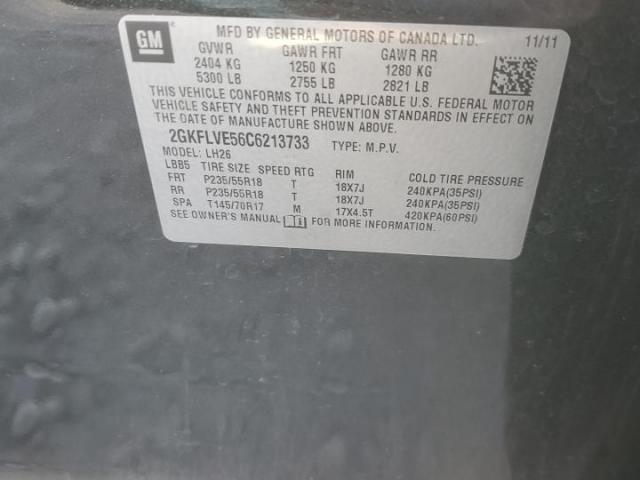 GM
MFD BY GENERAL MOTORS OF CANADA LTD. 11/11
GVWR GAWR FRT GAWR RR
2404 KG 1250 KG 1280 KG
5300 LB 2755 LB 2821 LB
THIS VEHICLE CONFORMS TO ALL APPLICABLE U.S. FEDERAL MOTOR
VEHICLE SAFETY AND THEFT PREVENTION STANDARDS IN EFFECT ON
THE DATE OF MANUFACTURE SHOWN ABOVE.
2GKFLVE56C6213733 TYPE: M.P.V.
MODEL: LH26
LBB5 TIRE SIZE SPEED RTG RIM COLD TIRE PRESSURE
FRT P235/55R18 T 18X7J 240KPA(35PSI)
RR P235/55R18 T 18X7J 240KPA(35PSI)
SPA T145/70R17 M 17X4.5T 420KPA(60PSI)
SEE OWNER'S MANUAL FOR MORE INFORMATION.